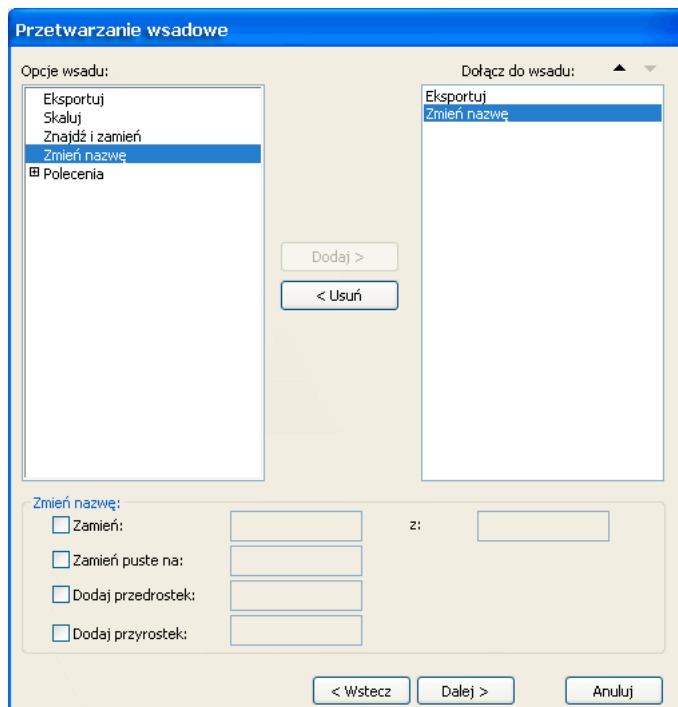 Przetwarzanie wsadowe
Opcje wsadu:
Dołącz do wsadu:
Eksportuj
Skaluj
Znajdź i zamień
Zmień nazwę
Polecenia
Dodaj >
< Usuń
Eksportuj
Zmień nazwę
Zmień nazwę:
Zamień:
z:
Zamień puste na:
Dodaj przedrostek:
Dodaj przyrostek:
< Wstecz
Dalej >
Anuluj